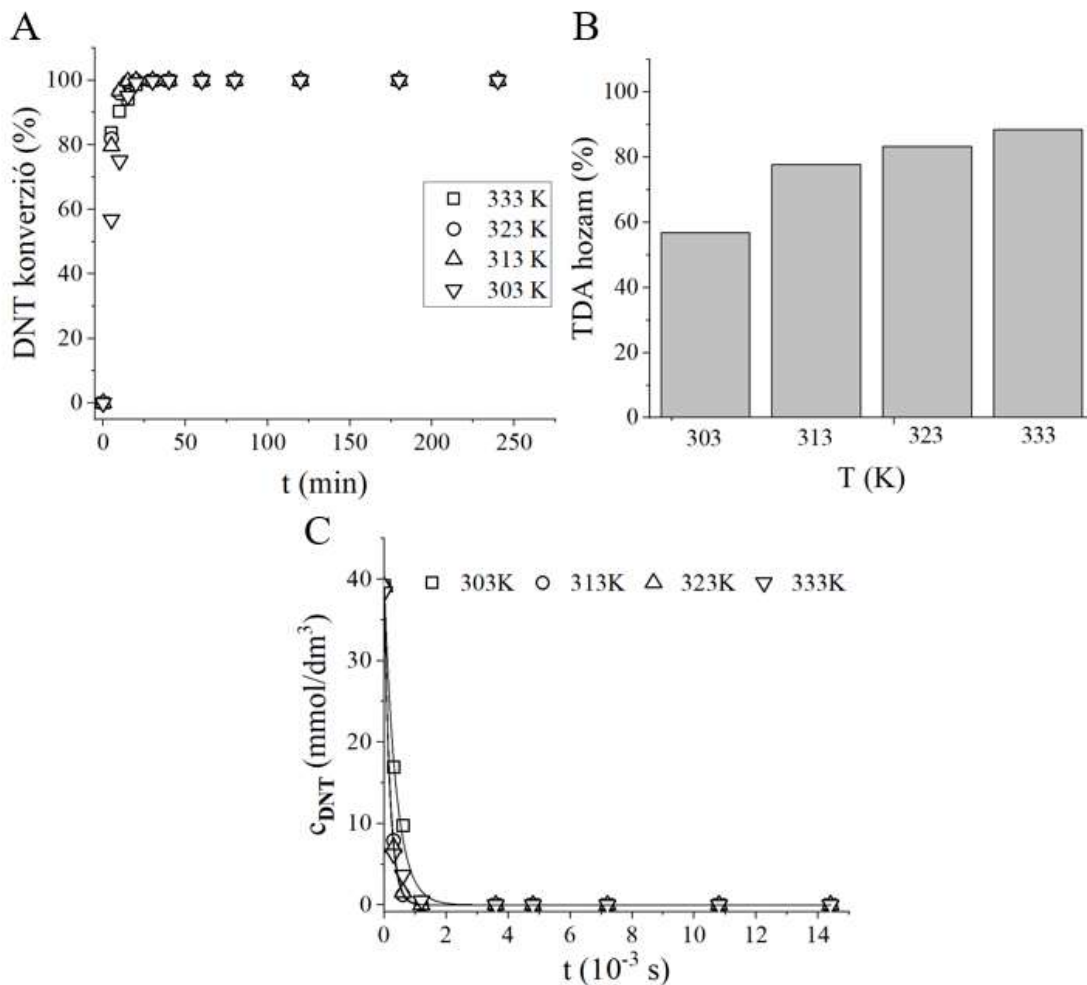 A
DNT konverzió (%)
100
80
60
40
20
0
333 K
323 K
313 K
303 K
0 50 100 150 200 250
t (min)
B
TDA hozam (%)
100
80
60
40
20
0
303 313 323 333
T (K)
C
c_DNT (mmol/dm³)
40
30
20
10
0
303K 313K 323K 333K
0 2 4 6 8 10 12 14
t (10⁻³ s)